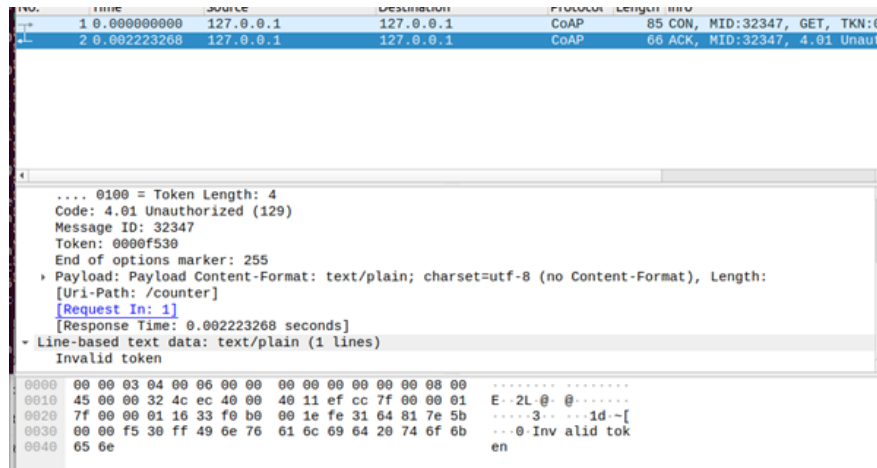 No. Time Source Destination Protocol Length Info
1 0.000000000 127.0.0.1 127.0.0.1 CoAP 85 CON, MID:32347, GET, TKN:0
2 0.002223268 127.0.0.1 127.0.0.1 CoAP 66 ACK, MID:32347, 4.01 Unaut
.... 0100 = Token Length: 4
Code: 4.01 Unauthorized (129)
Message ID: 32347
Token: 0000f530
End of options marker: 255
Payload: Payload Content-Format: text/plain; charset=utf-8 (no Content-Format), Length:
[Uri-Path: /counter]
[Request In: 1]
[Response Time: 0.002223268 seconds]
Line-based text data: text/plain (1 lines)
Invalid token
0000 00 00 03 04 00 06 00 00 00 00 00 00 00 00 08 00 ········ ········
0010 45 00 00 32 4c ec 40 00 40 11 ef cc 7f 00 00 01 E··2L·@· @·······
0020 7f 00 00 01 16 33 f0 b0 00 1e fe 31 64 81 7e 5b ·····3·· ···1d·~[
0030 00 00 f5 30 ff 49 6e 76 61 6c 69 64 20 74 6f 6b ···0·Inv alid tok
0040 65 6e en